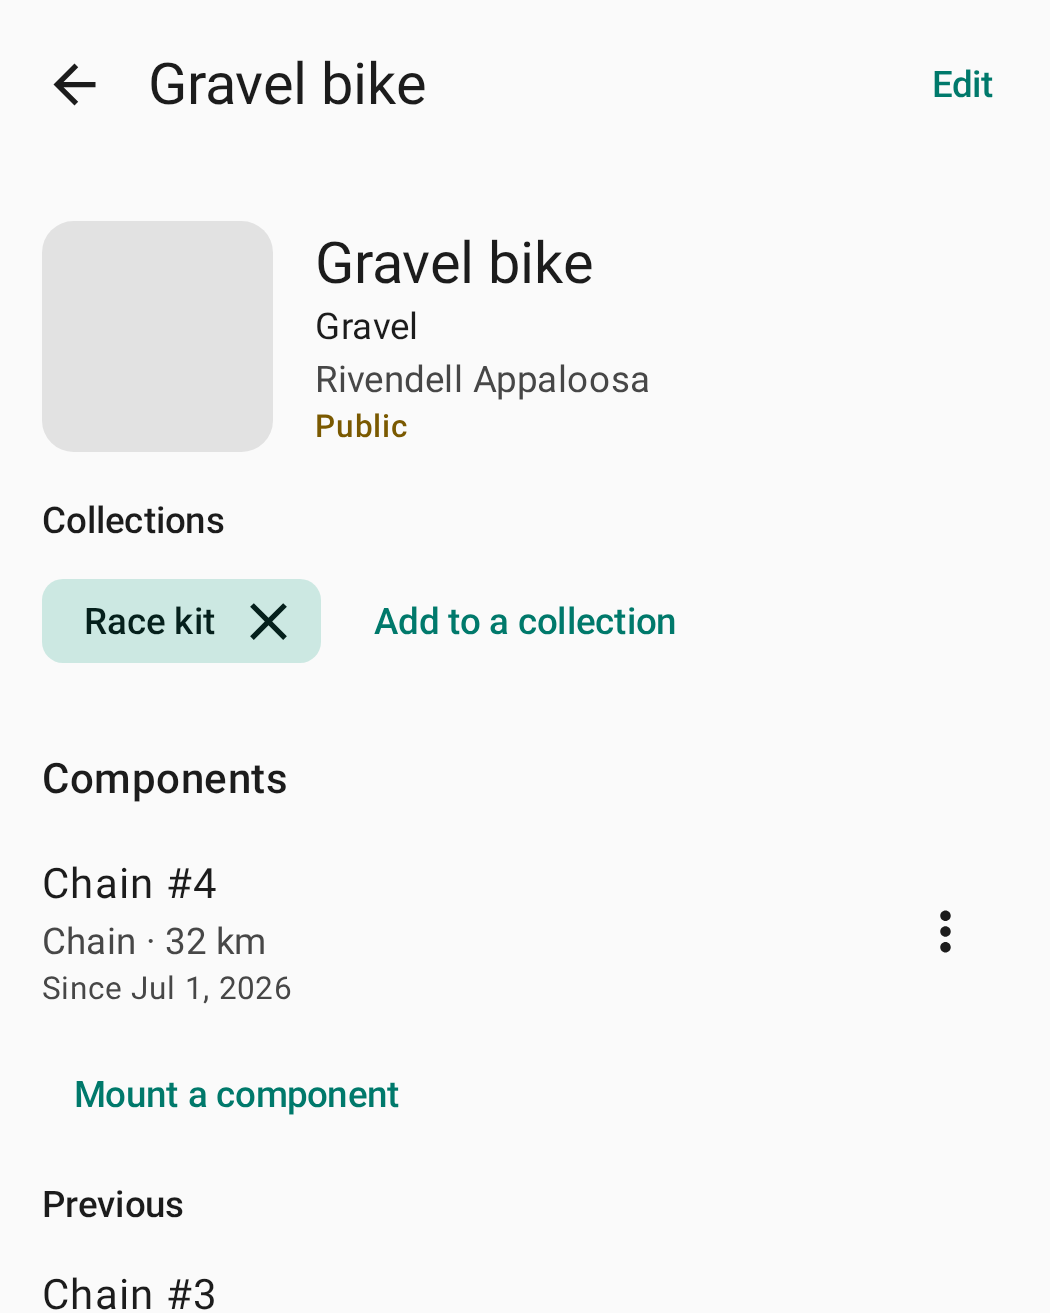 Gravel bike
Edit
Gravel bike
Gravel
Rivendell Appaloosa
Public
Collections
Race kit
Add to a collection
Components
Chain #4
Chain · 32 km
Since Jul 1, 2026
Mount a component
Previous
Chain #3